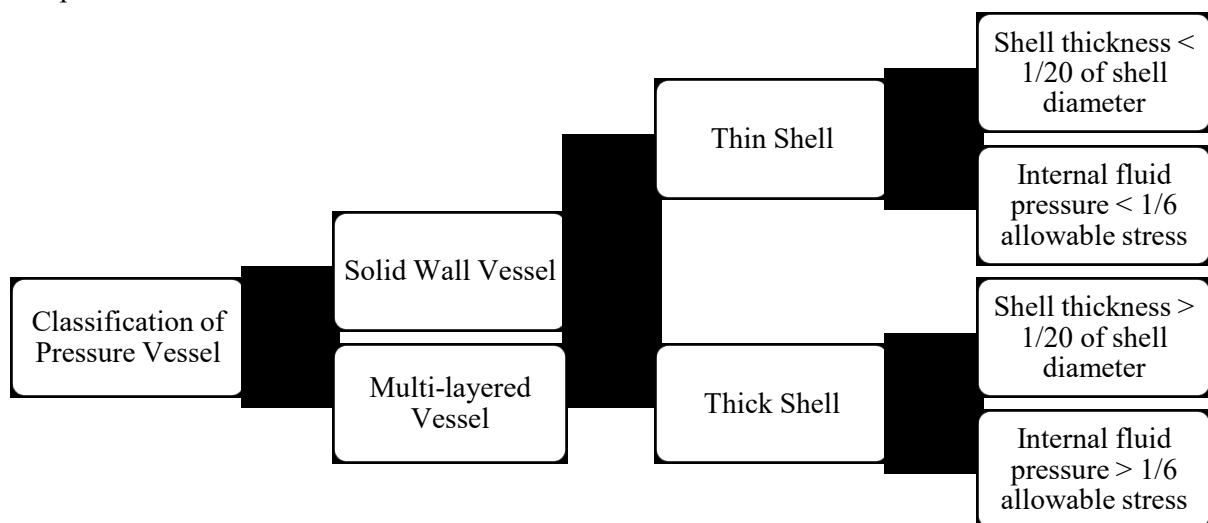 Shell thickness <
1/20 of shell
diameter
Thin Shell
Internal fluid
pressure < 1/6
allowable stress
Solid Wall Vessel
Classification of
Pressure Vessel
Shell thickness >
1/20 of shell
diameter
Multi-layered
Vessel
Thick Shell
Internal fluid
pressure > 1/6
allowable stress